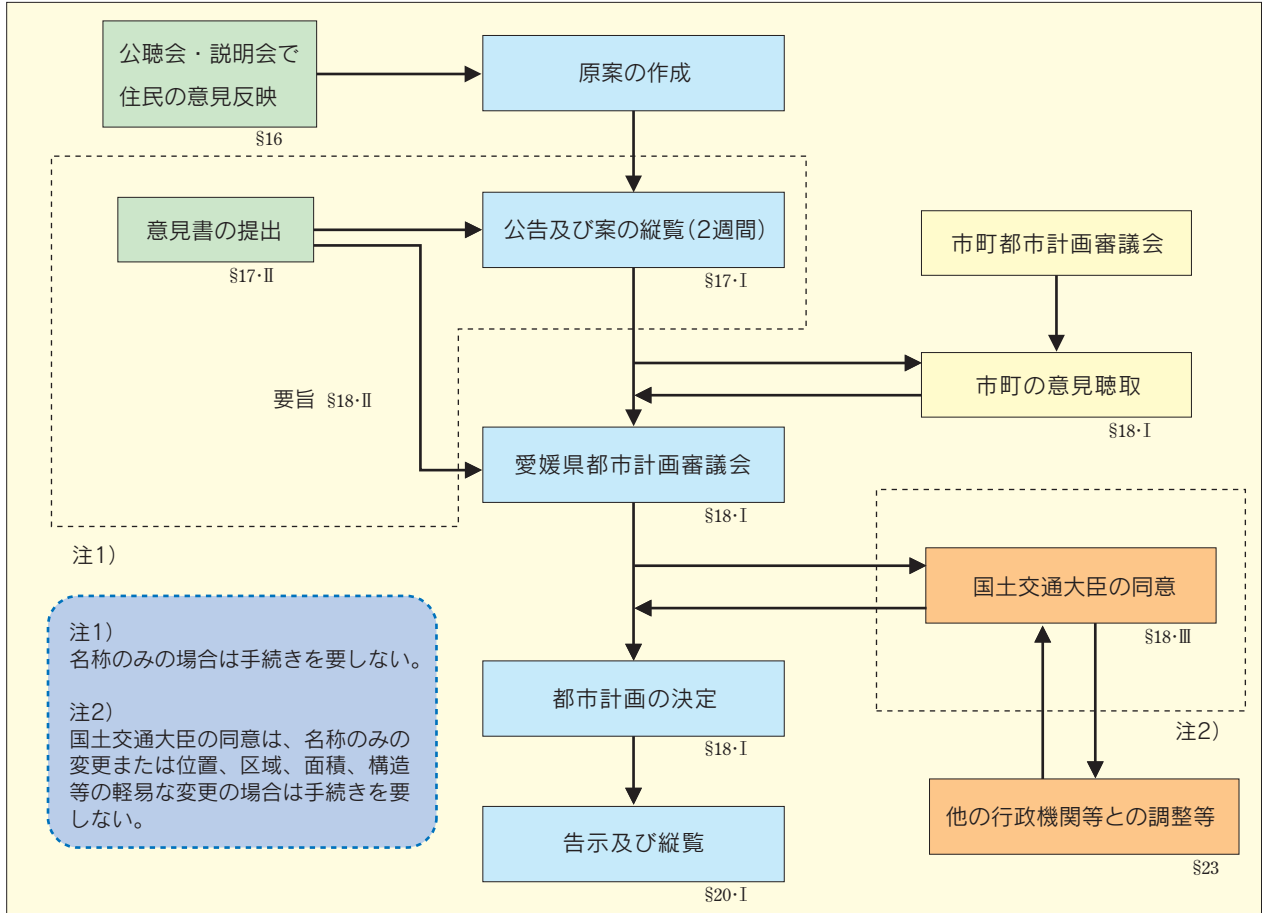 公聴会・説明会で
住民の意見反映
§16
原案の作成
意見書の提出
§17・Ⅱ
公告及び案の縦覧(2週間)
§17・Ⅰ
市町都市計画審議会
市町の意見聴取
§18・Ⅰ
要旨 §18・Ⅱ
愛媛県都市計画審議会
§18・Ⅰ
注1)
国土交通大臣の同意
§18・Ⅲ
注2)
他の行政機関等との調整等
§23
都市計画の決定
§18・Ⅰ
告示及び縦覧
§20・Ⅰ
注1)
名称のみの場合は手続きを要しない。
注2)
国土交通大臣の同意は、名称のみの
変更または位置、区域、面積、構造
等の軽易な変更の場合は手続きを要
しない。